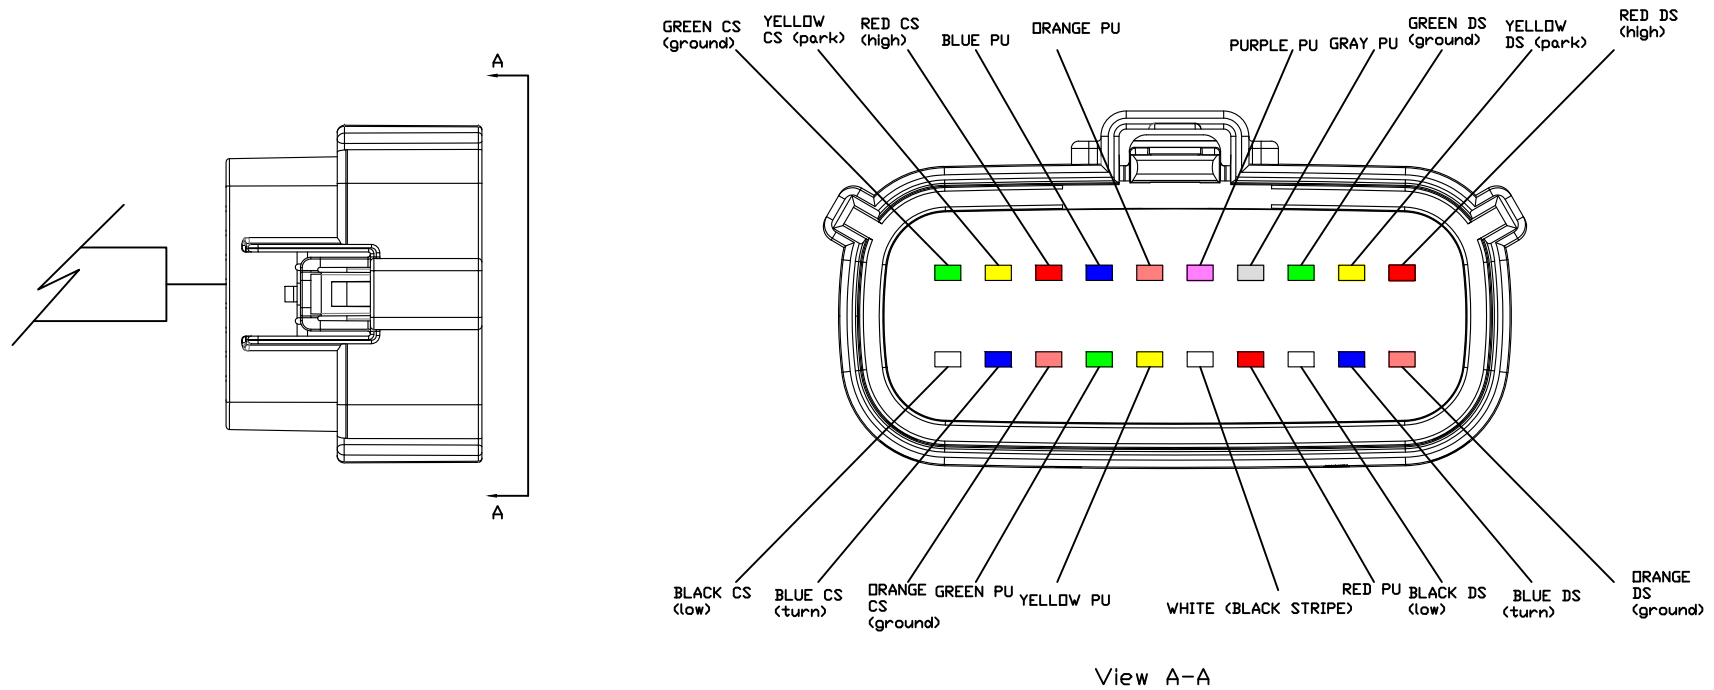 A
A
GREEN CS
(ground)
YELLOW
CS (park)
RED CS
(high)
BLUE PU
ORANGE PU
PURPLE PU
GRAY PU
GREEN DS
(ground)
YELLOW
DS (park)
RED DS
(high)
BLACK CS
(low)
BLUE CS
(turn)
ORANGE
CS
(ground)
GREEN PU
YELLOW PU
WHITE (BLACK STRIPE)
RED PU
BLACK DS
(low)
BLUE DS
(turn)
ORANGE
DS
(ground)
View A-A